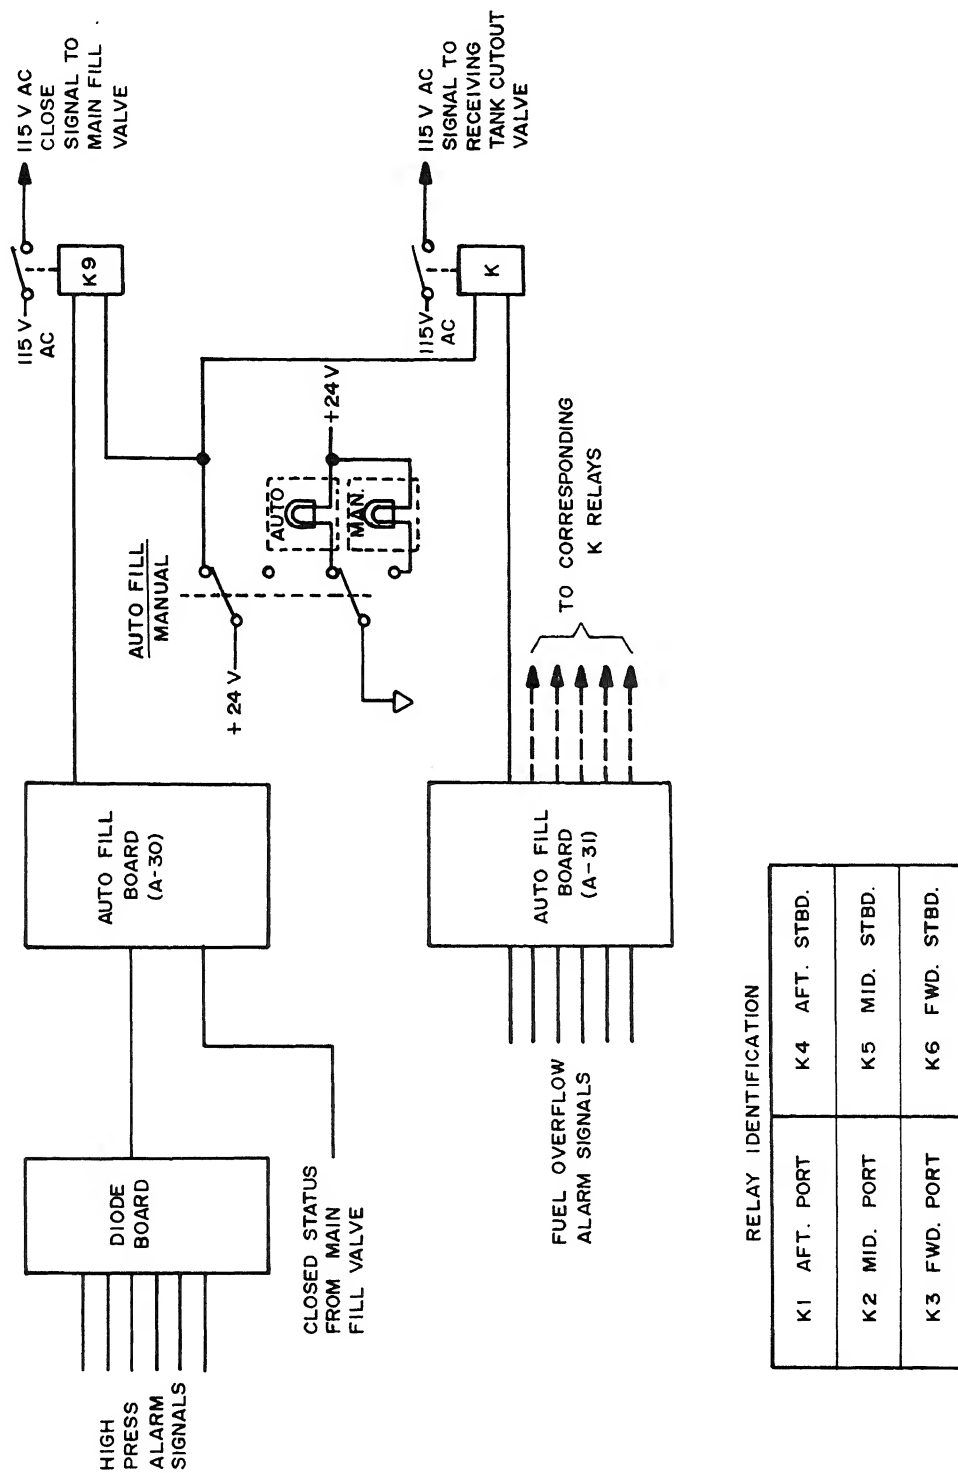 HIGH
PRESS
ALARM
SIGNALS
DIODE
BOARD
CLOSED STATUS
FROM MAIN
FILL VALVE
AUTO FILL
BOARD
(A-30)
AUTO FILL
MANUAL
+ 24 V
AUTO
MAN.
+24V
115 V
AC
K9
115 V AC
CLOSE
SIGNAL TO
MAIN FILL
VALVE
115V
AC
K
115 V AC
SIGNAL TO
RECEIVING
TANK CUTOUT
VALVE
FUEL OVERFLOW
ALARM SIGNALS
AUTO FILL
BOARD
(A-31)
TO CORRESPONDING
K RELAYS
RELAY IDENTIFICATION
K1 AFT. PORT K4 AFT. STBD.
K2 MID. PORT K5 MID. STBD.
K3 FWD. PORT K6 FWD. STBD.